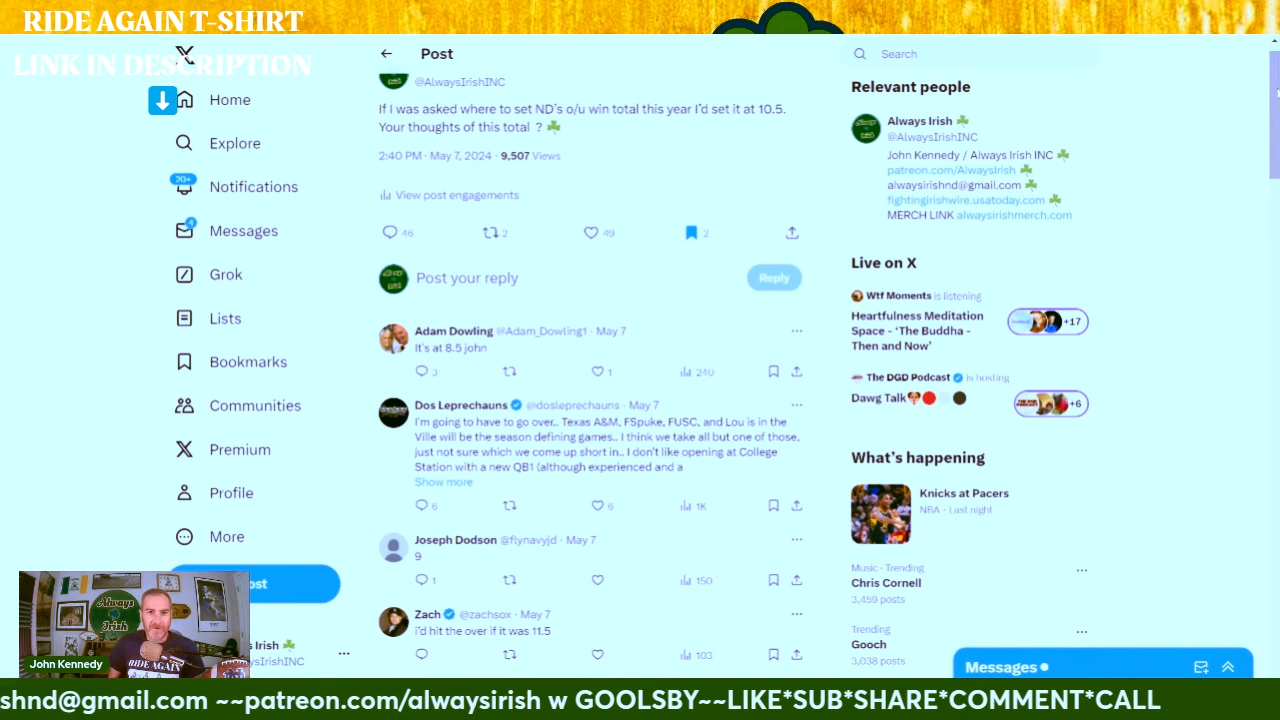 RIDE AGAIN T-SHIRT
LINK IN DESCRIPTION
Home
Explore
20+
Notifications
4
Messages
Grok
Lists
Bookmarks
Communities
Premium
Profile
More
ost
s Irish ☘️
ysIrishINC
Always
Irish
RIDE AGAIN
John Kennedy
Post
@AlwaysIrishINC
If I was asked where to set ND's o/u win total this year I'd set it at 10.5.
Your thoughts of this total ? ☘️
2:40 PM · May 7, 2024 · 9,507 Views
View post engagements
46 2 49 2
Post your reply
Reply
Adam Dowling @Adam_Dowling1 · May 7
It's at 8.5 john
3 1 240
Dos Leprechauns @dosleprechauns · May 7
I'm going to have to go over.. Texas A&M, FSpuke, FUSC, and Lou is in the
Ville will be the season defining games.. I think we take all but one of those,
just not sure which we come up short in.. I don't like opening at College
Station with a new QB1 (although experienced and a
Show more
6 6 1K
Joseph Dodson @flynavyjd · May 7
9
1 150
Zach @zachsox · May 7
i'd hit the over if it was 11.5
103
Search
Relevant people
Always Irish ☘️
@AlwaysIrishINC
John Kennedy / Always Irish INC ☘️
patreon.com/AlwaysIrish ☘️
alwaysirishnd@gmail.com ☘️
fightingirishwire.usatoday.com ☘️
MERCH LINK alwaysirishmerch.com
Live on X
Wtf Moments is listening
Heartfulness Meditation
Space - 'The Buddha -
Then and Now'
+17
The DGD Podcast is hosting
Dawg Talk
+6
What's happening
Knicks at Pacers
NBA · Last night
Music · Trending
Chris Cornell
3,459 posts
Trending
Gooch
3,038 posts
Messages
shnd@gmail.com ~~patreon.com/alwaysirish w GOOLSBY~~LIKE*SUB*SHARE*COMMENT*CALL